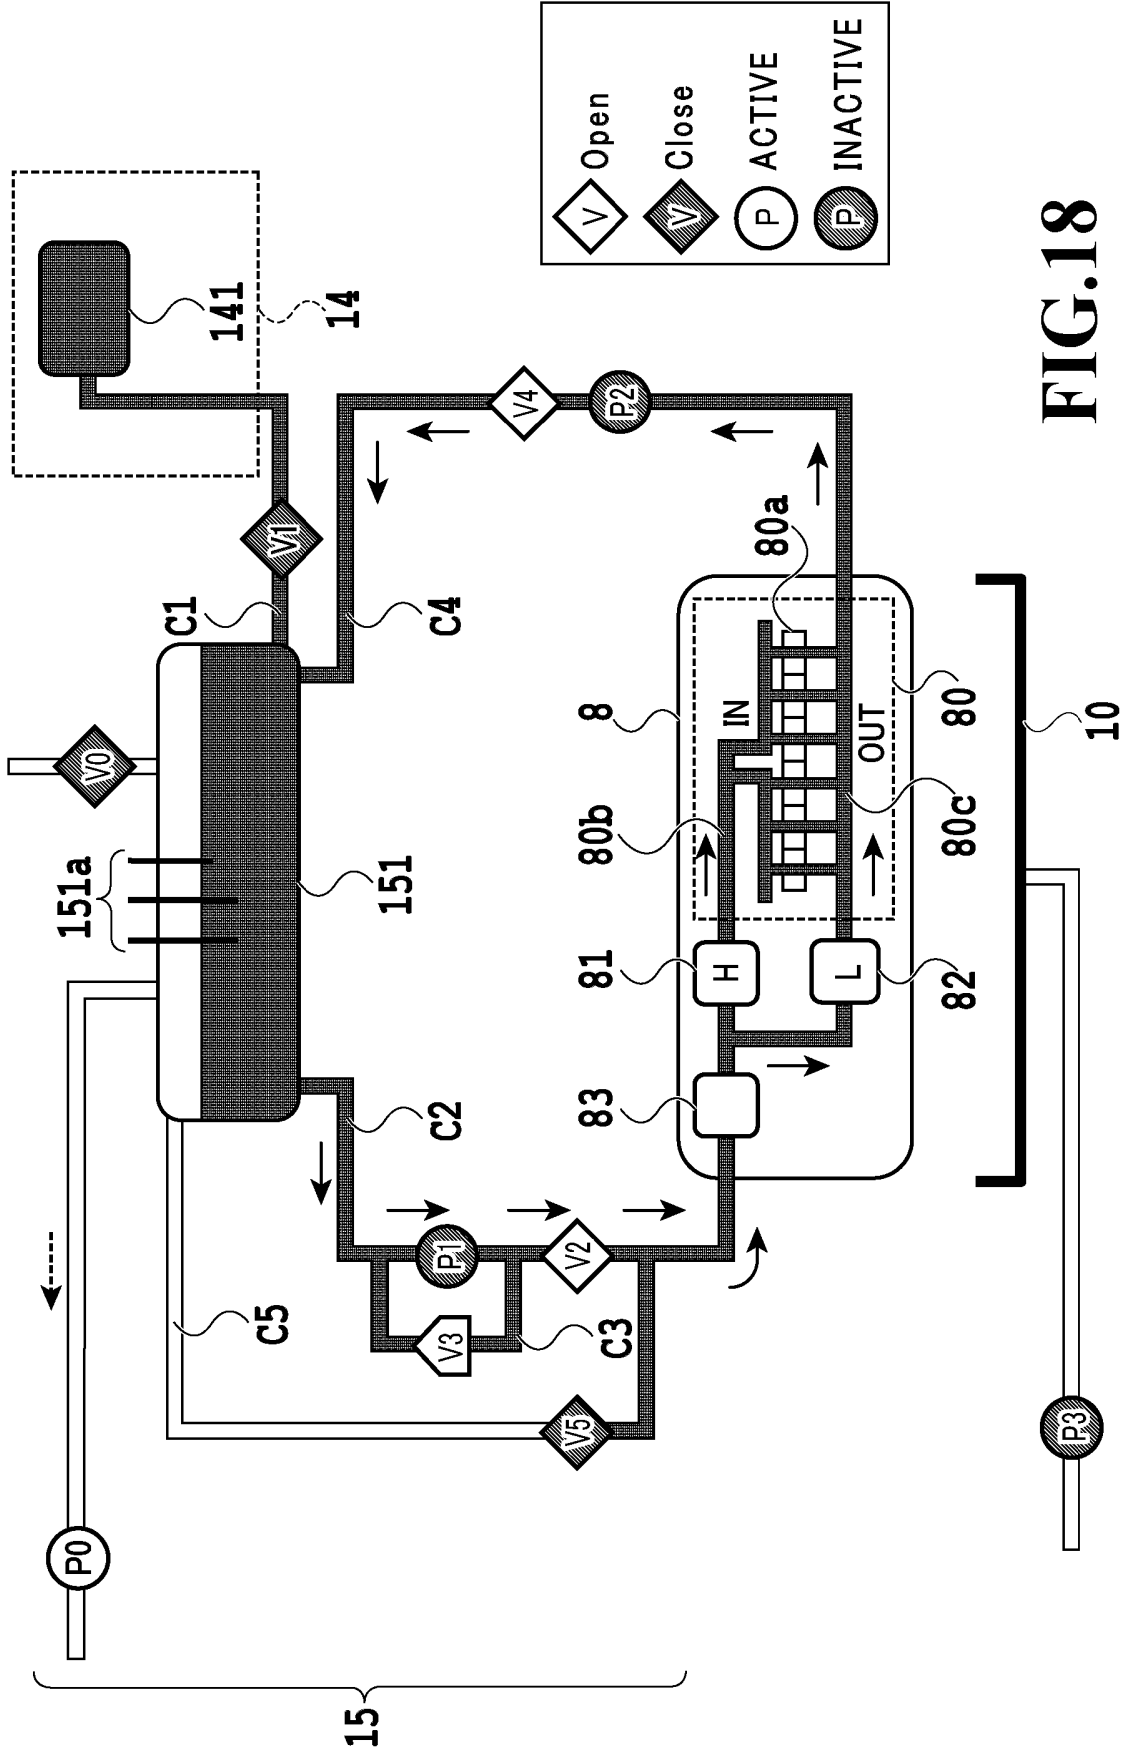 15
P0
151a
V0
14
141
C5
C2
151
C1
V1
C4
V3
P1
C3
V2
V5
V4
P2
83
81
80b
8
80a
H
IN
L
OUT
82
80c
80
10
P3
V Open
V Close
P ACTIVE
P INACTIVE
FIG.18